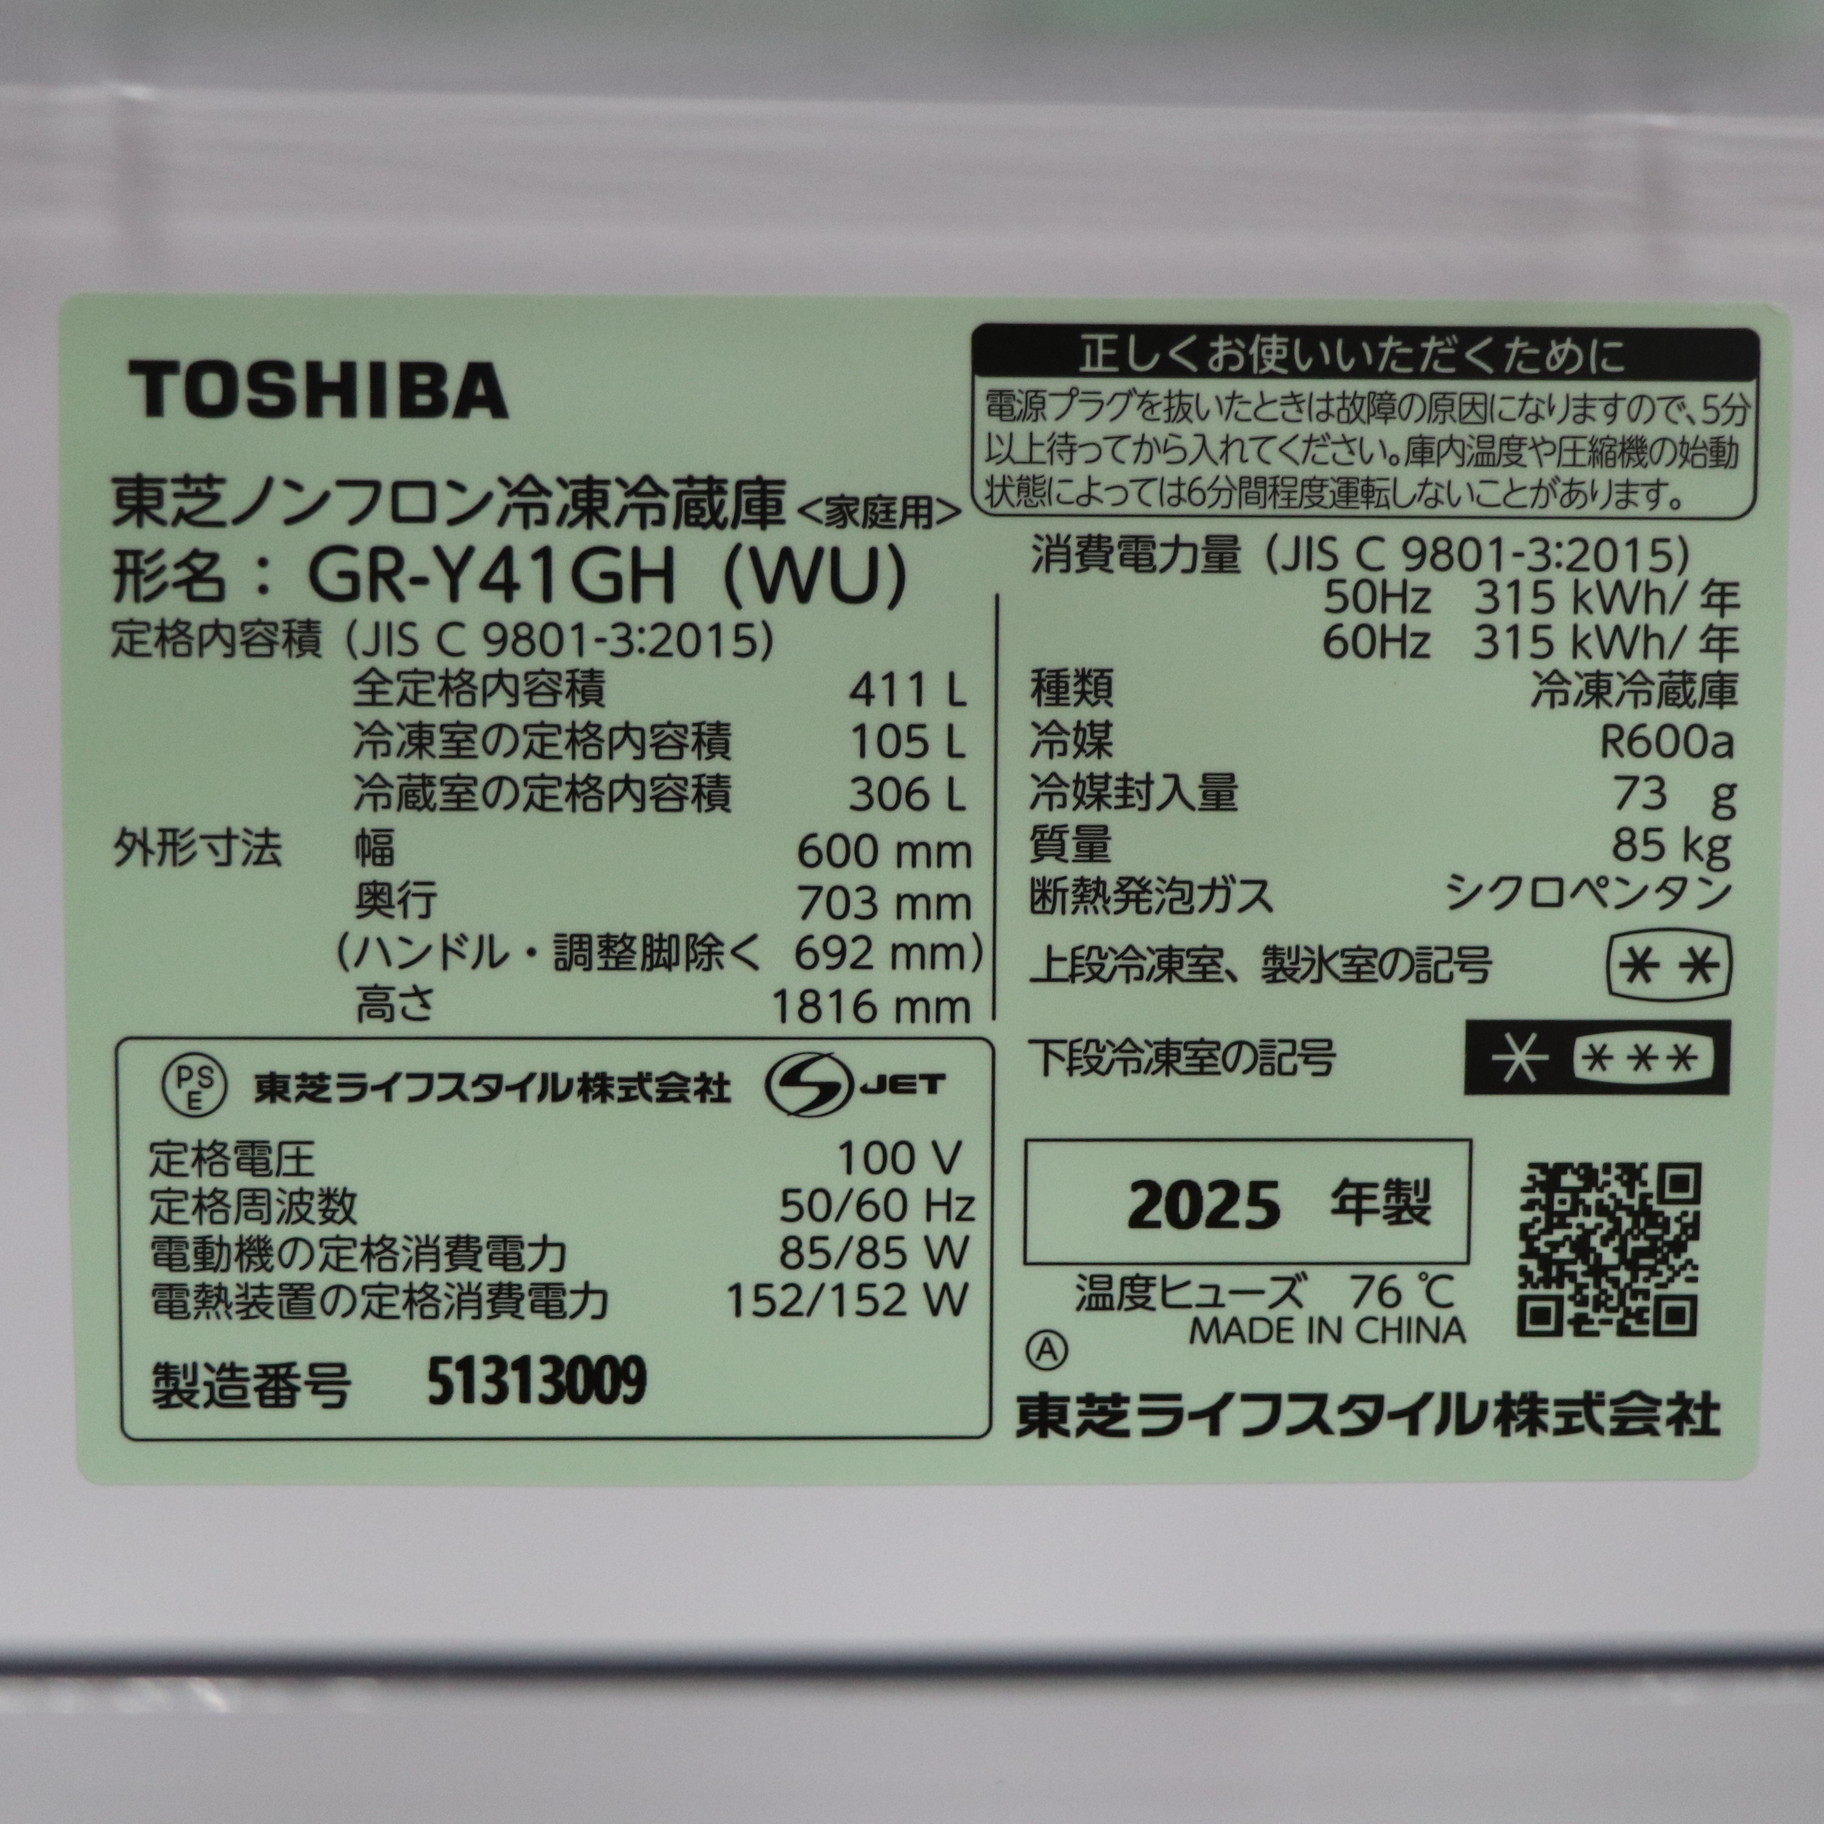 TOSHIBA
東芝ノンフロン冷凍冷蔵庫<家庭用>
形名： GR-Y41GH (WU)
定格内容積 (JIS C 9801-3:2015)
全定格内容積 411 L
冷凍室の定格内容積 105 L
冷蔵室の定格内容積 306 L
外形寸法 幅 600 mm
奥行 703 mm
(ハンドル・調整脚除く 692 mm)
高さ 1816 mm
PS
E
東芝ライフスタイル株式会社 JET
定格電圧 100 V
定格周波数 50/60 Hz
電動機の定格消費電力 85/85 W
電熱装置の定格消費電力 152/152 W
製造番号 51313009
正しくお使いいただくために
電源プラグを抜いたときは故障の原因になりますので、5分
以上待ってから入れてください。庫内温度や圧縮機の始動
状態によっては6分間程度運転しないことがあります。
消費電力量 (JIS C 9801-3:2015)
50Hz 315 kWh/年
60Hz 315 kWh/年
種類 冷凍冷蔵庫
冷媒 R600a
冷媒封入量 73 g
質量 85 kg
断熱発泡ガス シクロペンタン
上段冷凍室、製氷室の記号 ＊＊
下段冷凍室の記号 ＊ ＊＊＊
2025 年製
温度ヒューズ 76 ℃
MADE IN CHINA
Ⓐ
東芝ライフスタイル株式会社